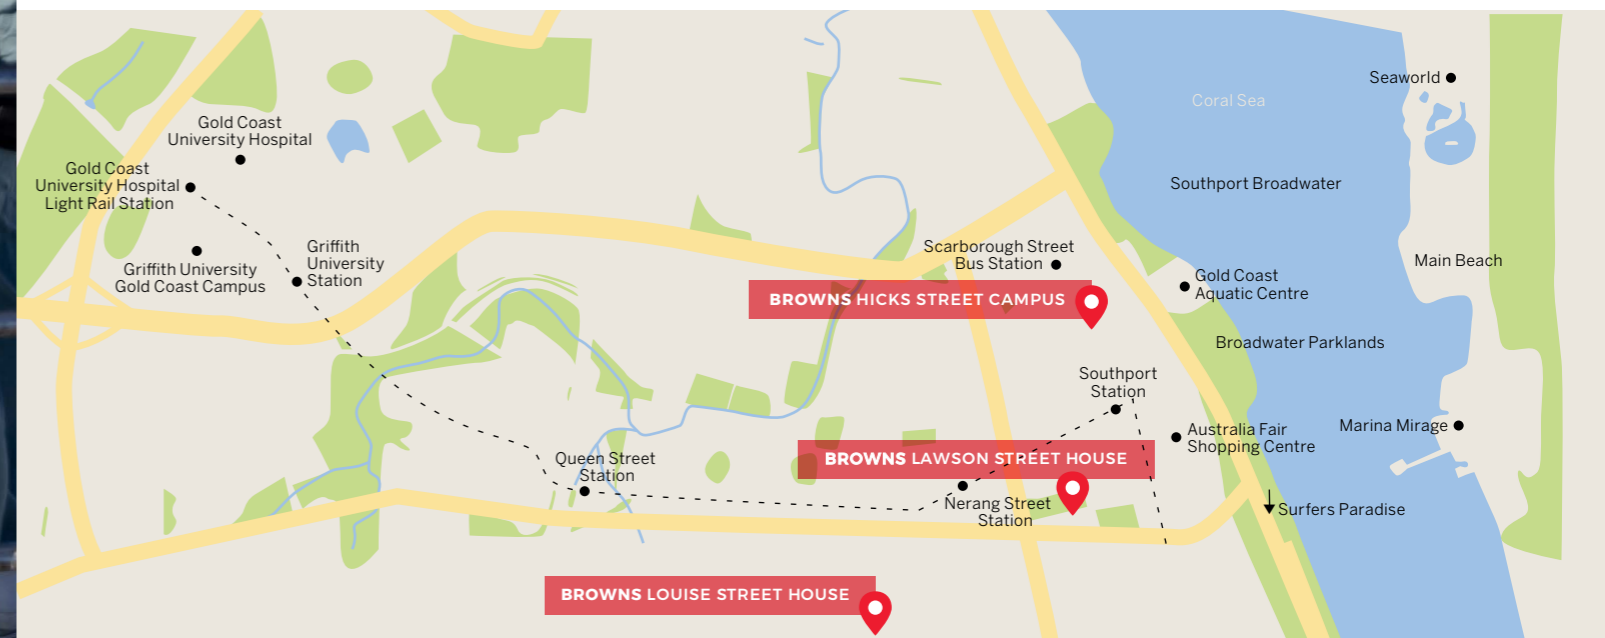 Seaworld
Coral Sea
Gold Coast
University Hospital
Gold Coast
University Hospital
Light Rail Station
Southport Broadwater
Griffith
University
Station
Scarborough Street
Bus Station
Main Beach
Griffith University
Gold Coast Campus
Gold Coast
Aquatic Centre
BROWNS HICKS STREET CAMPUS
Broadwater Parklands
Southport
Station
Marina Mirage
Australia Fair
Shopping Centre
Queen Street
Station
BROWNS LAWSON STREET HOUSE
Nerang Street
Station
Surfers Paradise
BROWNS LOUISE STREET HOUSE